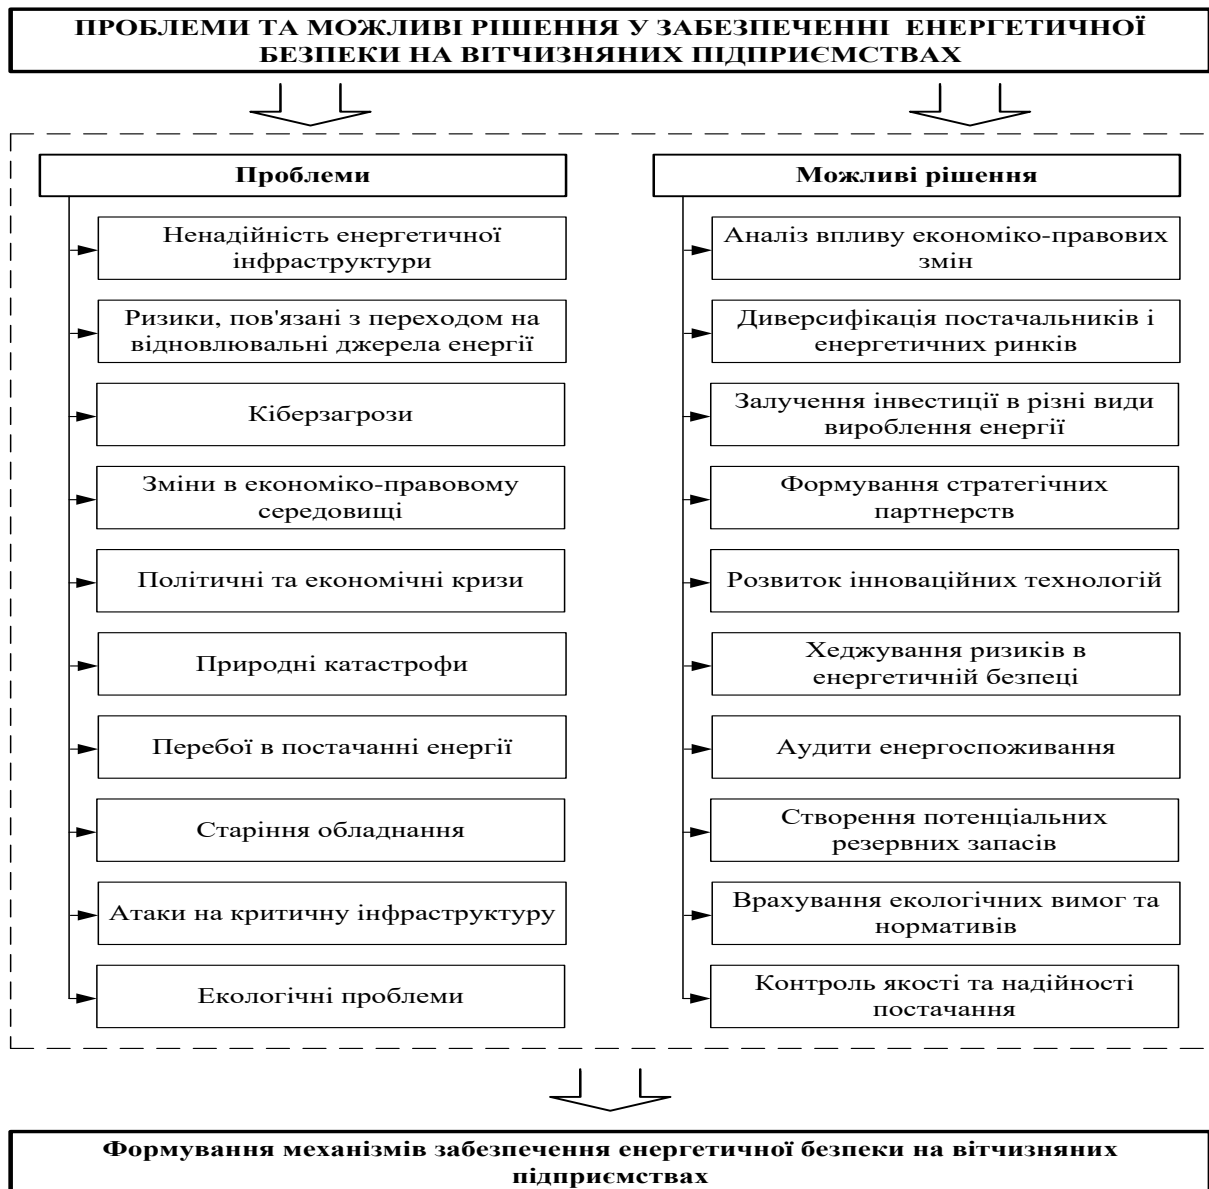 ПРОБЛЕМИ ТА МОЖЛИВІ РІШЕННЯ У ЗАБЕЗПЕЧЕННІ ЕНЕРГЕТИЧНОЇ
БЕЗПЕКИ НА ВІТЧИЗНЯНИХ ПІДПРИЄМСТВАХ
Проблеми
Ненадійність енергетичної
інфраструктури
Ризики, пов'язані з переходом на
відновлювальні джерела енергії
Кіберзагрози
Зміни в економіко-правовому
середовищі
Політичні та економічні кризи
Природні катастрофи
Перебої в постачанні енергії
Старіння обладнання
Атаки на критичну інфраструктуру
Екологічні проблеми
Можливі рішення
Аналіз впливу економіко-правових
змін
Диверсифікація постачальників і
енергетичних ринків
Залучення інвестиції в різні види
вироблення енергії
Формування стратегічних
партнерств
Розвиток інноваційних технологій
Хеджування ризиків в
енергетичній безпеці
Аудити енергоспоживання
Створення потенціальних
резервних запасів
Врахування екологічних вимог та
нормативів
Контроль якості та надійності
постачання
Формування механізмів забезпечення енергетичної безпеки на вітчизняних
підприємствах